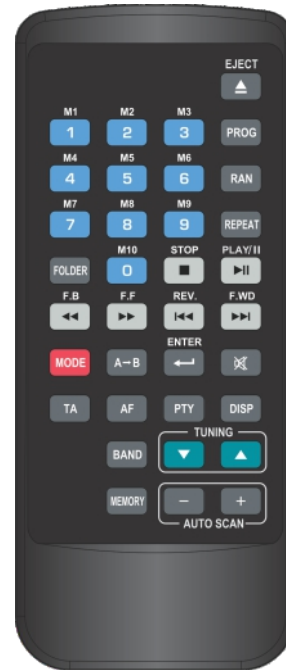 EJECT
M1 M2 M3
1 2 3 PROG
M4 M5 M6
4 5 6 RAN
M7 M8 M9
7 8 9 REPEAT
M10 STOP PLAY/II
FOLDER 0
F.B F.F REV. F.WD
ENTER
MODE A-B
TA AF PTY DISP
TUNING
BAND
MEMORY - +
AUTO SCAN